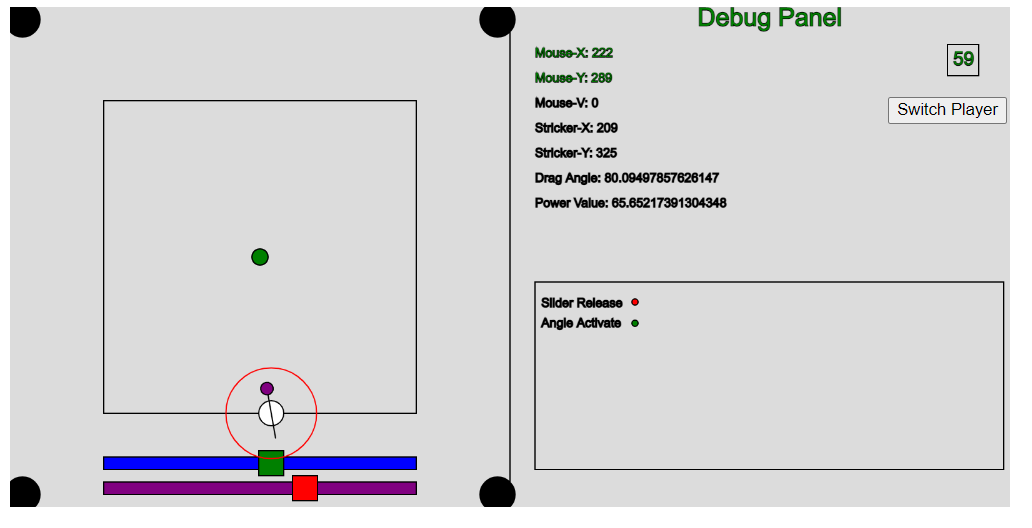 Debug Panel
Mouse-X: 222
59
Mouse-Y: 289
Mouse-V: 0
Switch Player
Stricker-X: 209
Stricker-Y: 325
Drag Angle: 80.09497857626147
Power Value: 65.65217391304348
Slider Release
Angle Activate